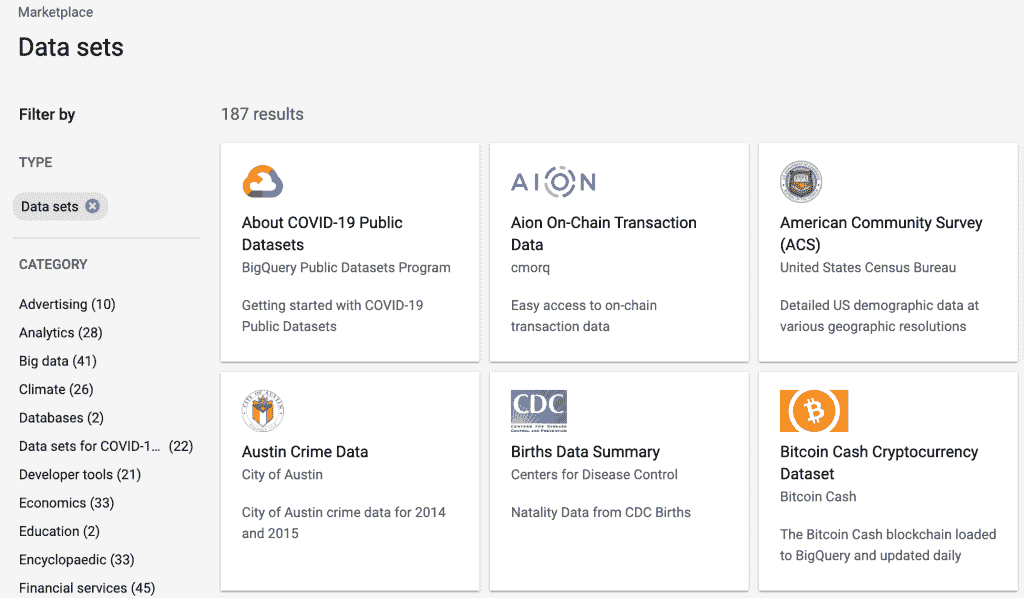 Marketplace
Data sets
Filter by
TYPE
Data sets
CATEGORY
Advertising (10)
Analytics (28)
Big data (41)
Climate (26)
Databases (2)
Data sets for COVID-1... (22)
Developer tools (21)
Economics (33)
Education (2)
Encyclopaedic (33)
Financial services (45)
187 results
About COVID-19 Public
Datasets
BigQuery Public Datasets Program
Getting started with COVID-19
Public Datasets
AION
Aion On-Chain Transaction
Data
cmorq
Easy access to on-chain
transaction data
American Community Survey
(ACS)
United States Census Bureau
Detailed US demographic data at
various geographic resolutions
CITY OF AUSTIN
Austin Crime Data
City of Austin
City of Austin crime data for 2014
and 2015
CDC
CENTERS FOR DISEASE
CONTROL AND PREVENTION
Births Data Summary
Centers for Disease Control
Natality Data from CDC Births
Bitcoin Cash Cryptocurrency
Dataset
Bitcoin Cash
The Bitcoin Cash blockchain loaded
to BigQuery and updated daily